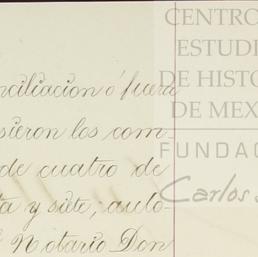 CENTRO
ESTUDI
DE HISTO
DE MEX
FUNDAC
Carlos S
nciliacion ó fuera
sieron los com-
de cuatro de
ta y siete, auto-
Notario Don